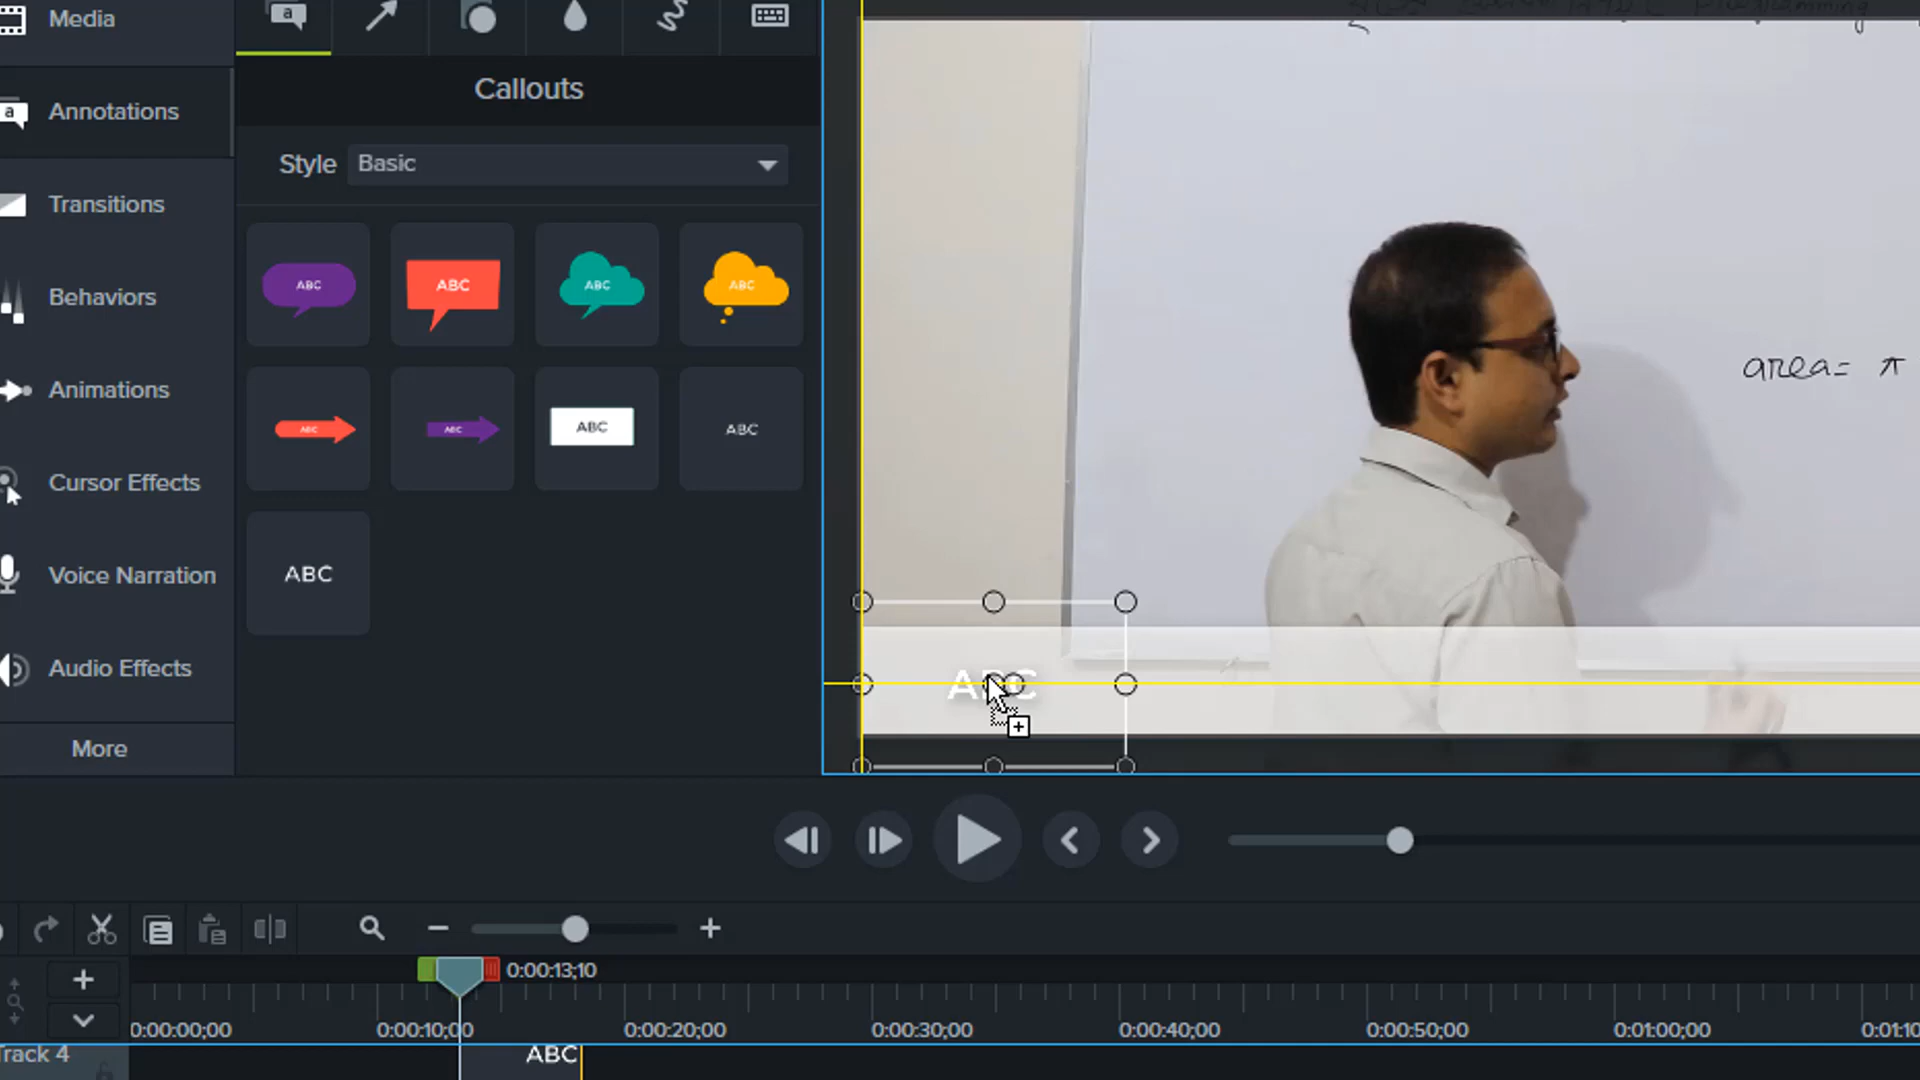 Media
a
Programming
Callouts
a Annotations
Style Basic
Transitions
ABC ABC ABC ABC
Behaviors
area= π
Animations
ABC ABC ABC ABC
Cursor Effects
Voice Narration
ABC
Audio Effects
ABC
More
0:00:13;10
0:00:00;00 0:00:10;00 0:00:20;00 0:00:30;00 0:00:40;00 0:00:50;00 0:01:00;00 0:01:10
Track 4
ABC